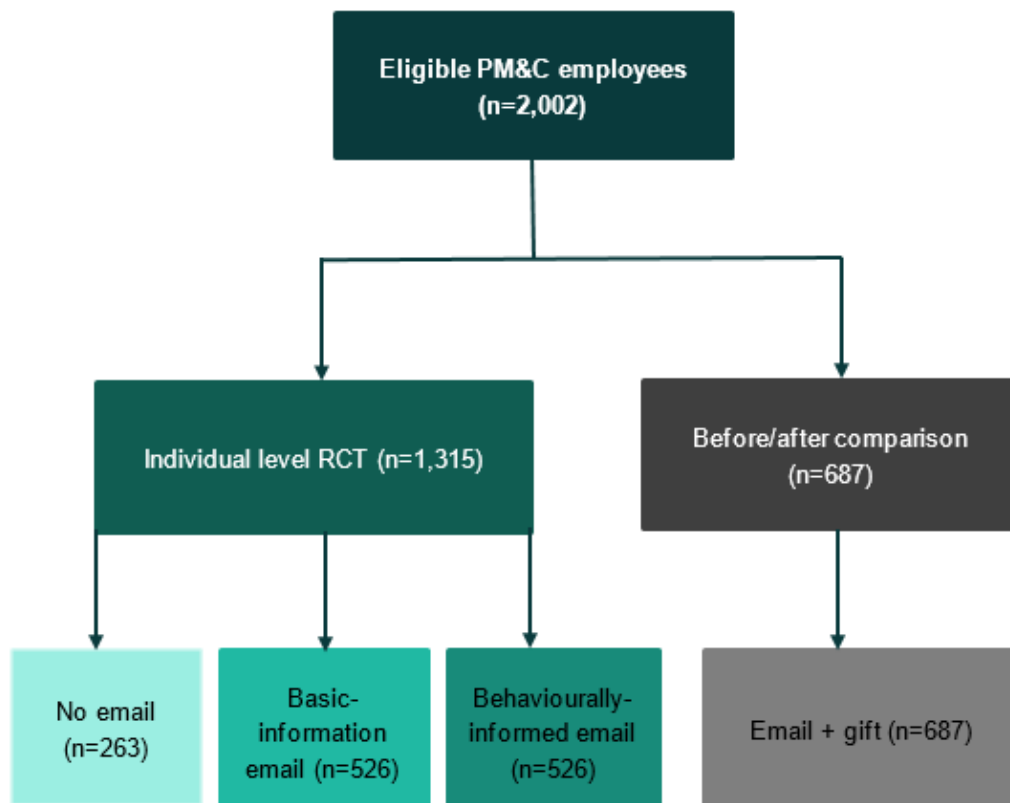 Eligible PM&C employees
(n=2,002)
Individual level RCT (n=1,315)
Before/after comparison
(n=687)
No email
(n=263)
Basic-
information
email (n=526)
Behaviourally-
informed email
(n=526)
Email + gift (n=687)